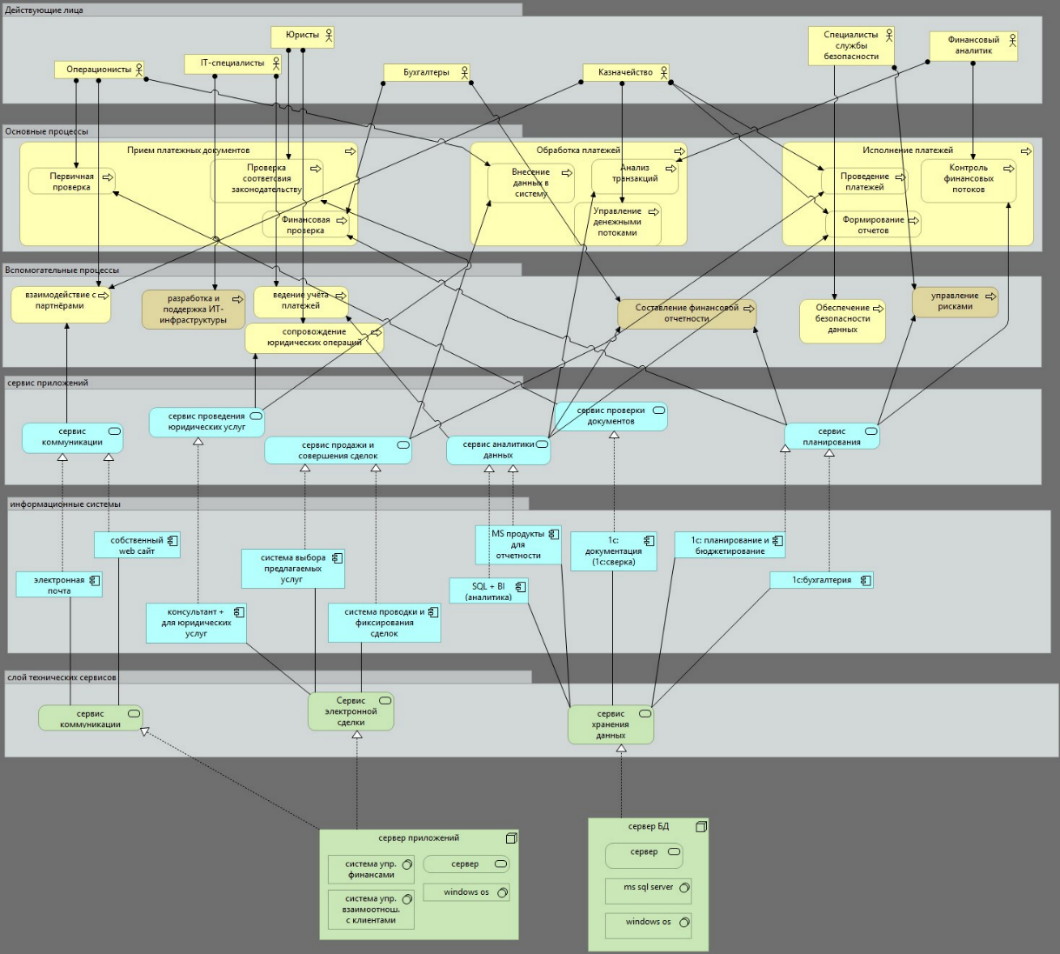 Действующие лица
Юристы
Операционисты
IT-специалисты
Бухгалтеры
Казначейство
Специалисты
службы
безопасности
Финансовый
аналитик
Основные процессы
Прием платежных документов
Первичная
проверка
Проверка
соответсвия
законодательству
Финансовая
проверка
Обработка платежей
Внесение
данных в
систему
Анализ
транзакций
Управление
денежными
потоками
Исполнение платежей
Проведение
платежей
Контроль
финансовых
потоков
Формирование
отчетов
Вспомогательные процессы
взаимодействие с
партнёрами
разработка и
поддержка ИТ-
инфраструктуры
ведение учёта
платежей
сопровождение
юридических операций
Составление финансовой
отчетности
Обеспечение
безопасности
данных
управление
рисками
сервис приложений
сервис
коммуникации
сервис проведения
юридических услуг
сервис продажи и
совершения сделок
сервис аналитики
данных
сервис проверки
документов
сервис
планирования
информационные системы
электронная
почта
собственный
web сайт
консультант +
для юридических
услуг
система выбора
предлагаемых
услуг
система проводки и
фиксирования
сделок
MS продукты
для
отчетности
SQL + BI
(аналитика)
1с:
документация
(1с:сверка)
1с: планирование и
бюджетирование
1с:бухгалтерия
слой технических сервисов
сервис
коммуникации
Сервис
электронной
сделки
сервис
хранения
данных
сервер приложений
система упр.
финансами
сервер
система упр.
взаимоотнош.
с клиентами
windows os
сервер БД
сервер
ms sql server
windows os